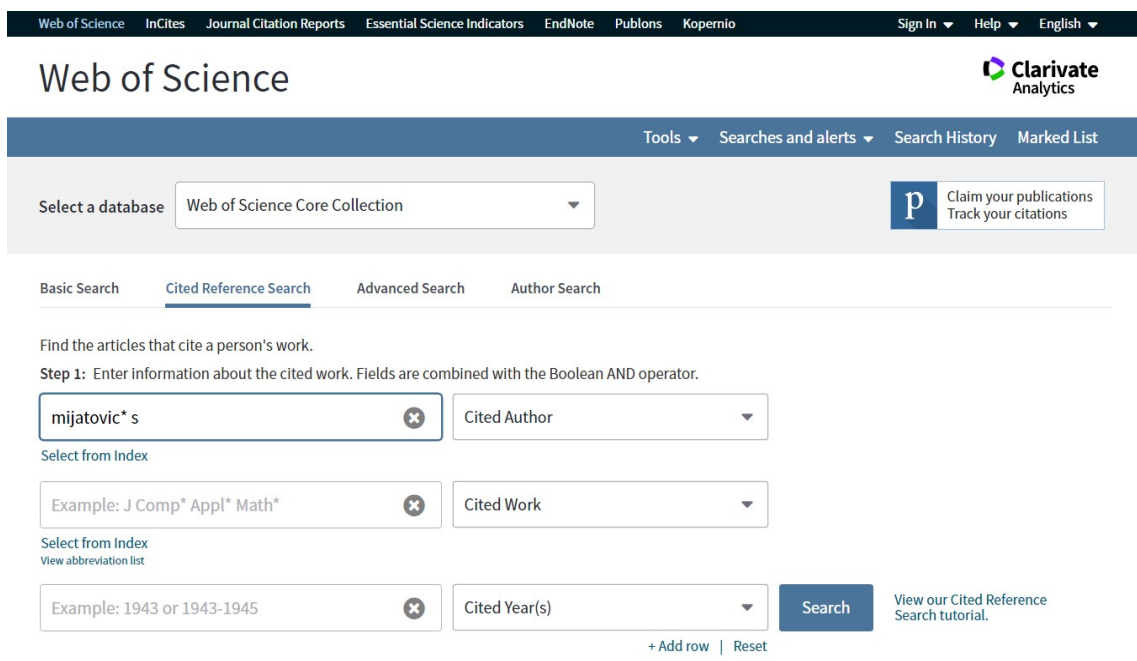 Web of Science InCites Journal Citation Reports Essential Science Indicators EndNote Publons Kopernio Sign In Help English
Web of Science
Clarivate
Analytics
Tools Searches and alerts Search History Marked List
Select a database Web of Science Core Collection
p Claim your publications
Track your citations
Basic Search Cited Reference Search Advanced Search Author Search
Find the articles that cite a person's work.
Step 1: Enter information about the cited work. Fields are combined with the Boolean AND operator.
mijatovic* s Cited Author
Select from Index
Example: J Comp* Appl* Math* Cited Work
Select from Index
View abbreviation list
Example: 1943 or 1943-1945 Cited Year(s) Search View our Cited Reference
Search tutorial.
+ Add row | Reset